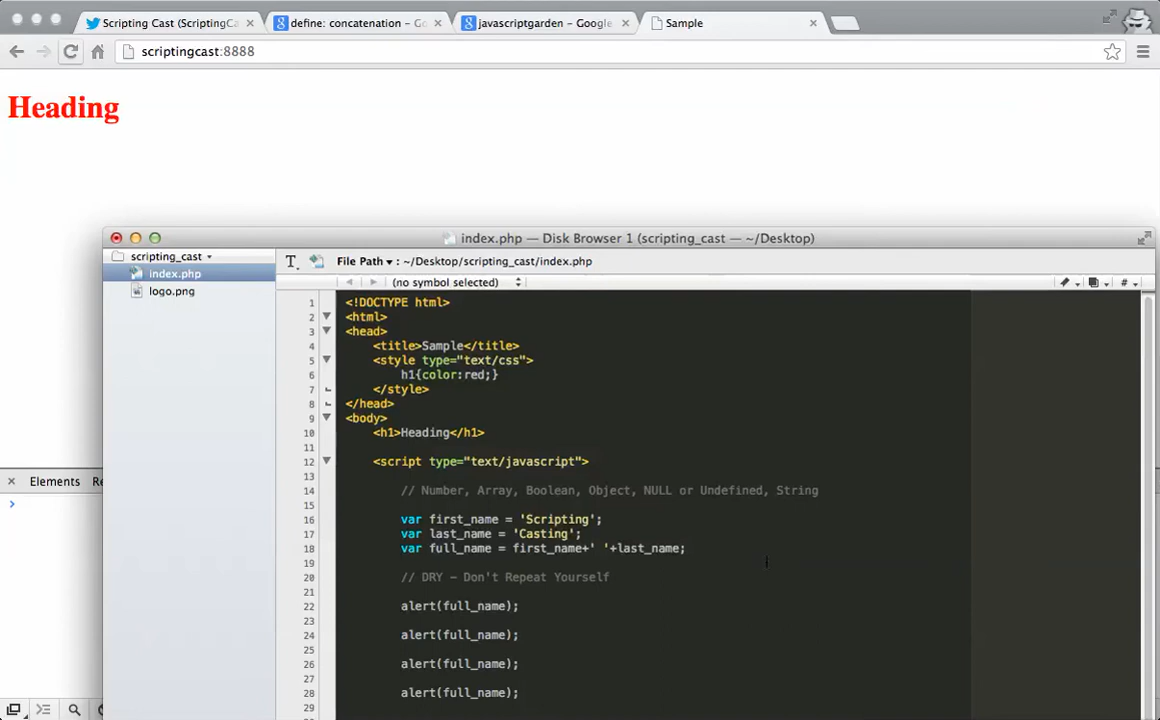 Scripting Cast (ScriptingCa
define: concatenation - Go
javascriptgarden - Google
Sample
scriptingcast:8888
Heading
index.php — Disk Browser 1 (scripting_cast — ~/Desktop)
scripting_cast
File Path : ~/Desktop/scripting_cast/index.php
index.php
(no symbol selected)
logo.png
1 <!DOCTYPE html>
2 <html>
3 <head>
4 <title>Sample</title>
5 <style type="text/css">
6 h1{color:red;}
7 </style>
8 </head>
9 <body>
10 <h1>Heading</h1>
11
12 <script type="text/javascript">
13
14 // Number, Array, Boolean, Object, NULL or Undefined, String
15
16 var first_name = 'Scripting';
17 var last_name = 'Casting';
18 var full_name = first_name+' '+last_name;
19
20 // DRY - Don't Repeat Yourself
21
22 alert(full_name);
23
24 alert(full_name);
25
26 alert(full_name);
27
28 alert(full_name);
29
Elements Re